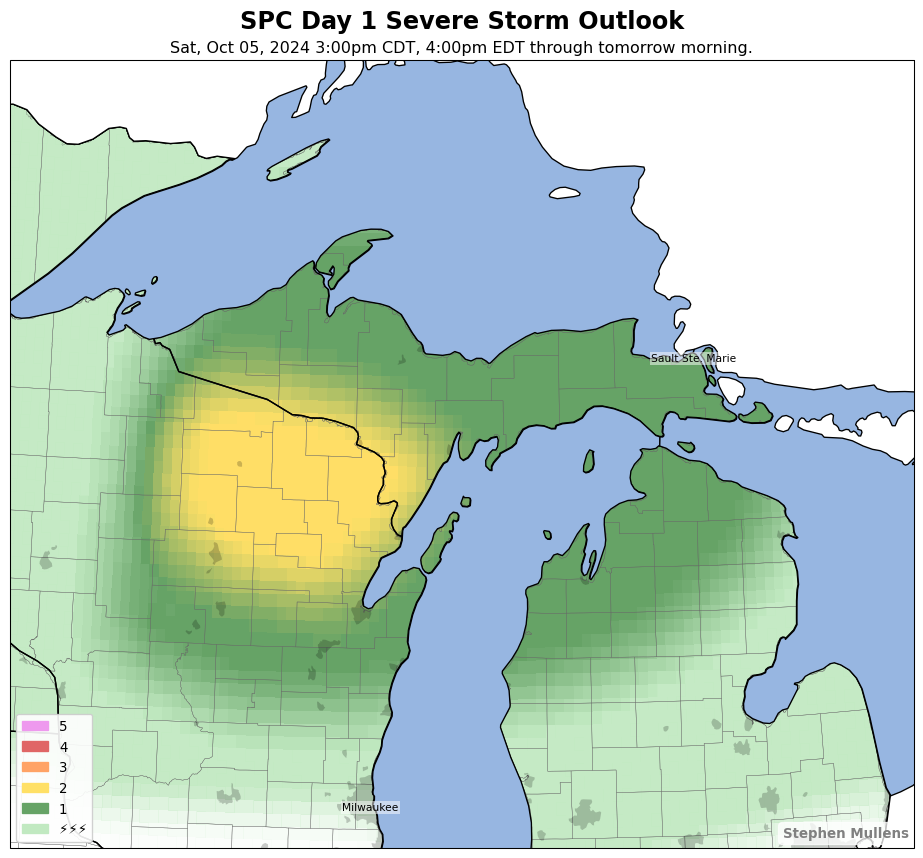 SPC Day 1 Severe Storm Outlook
Sat, Oct 05, 2024 3:00pm CDT, 4:00pm EDT through tomorrow morning.
Sault Ste. Marie
5
4
3
2
1
⚡⚡⚡
Milwaukee
Stephen Mullens